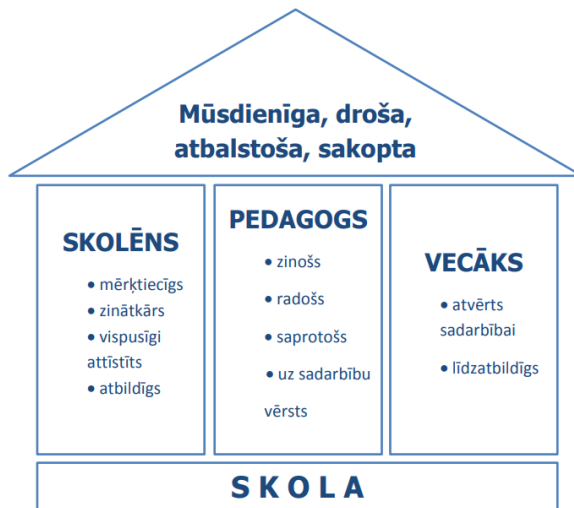 Mūsdienīga, droša,
atbalstoša, sakopta
SKOLĒNS
• mērķtiecīgs
• zinātkārs
• vispusīgi
attīstīts
• atbildīgs
PEDAGOGS
• zinošs
• radošs
• saprotošs
• uz sadarbību
vērsts
VECĀKS
• atvērts
sadarbībai
• līdzatbildīgs
SKOLA